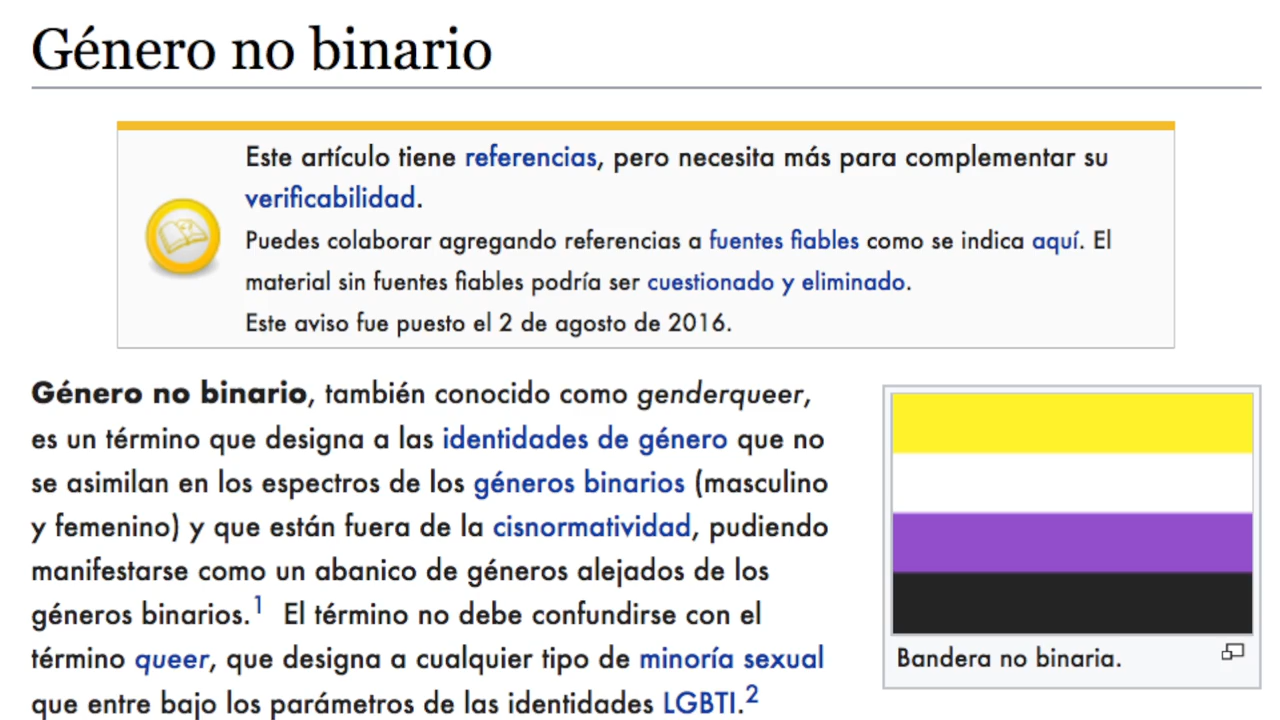 Género no binario
Este artículo tiene referencias, pero necesita más para complementar su
verificabilidad.
Puedes colaborar agregando referencias a fuentes fiables como se indica aquí. El
material sin fuentes fiables podría ser cuestionado y eliminado.
Este aviso fue puesto el 2 de agosto de 2016.
Género no binario, también conocido como genderqueer,
es un término que designa a las identidades de género que no
se asimilan en los espectros de los géneros binarios (masculino
y femenino) y que están fuera de la cisnormatividad, pudiendo
manifestarse como un abanico de géneros alejados de los
géneros binarios.1 El término no debe confundirse con el
término queer, que designa a cualquier tipo de minoría sexual
que entre bajo los parámetros de las identidades LGBTI.2
Bandera no binaria.